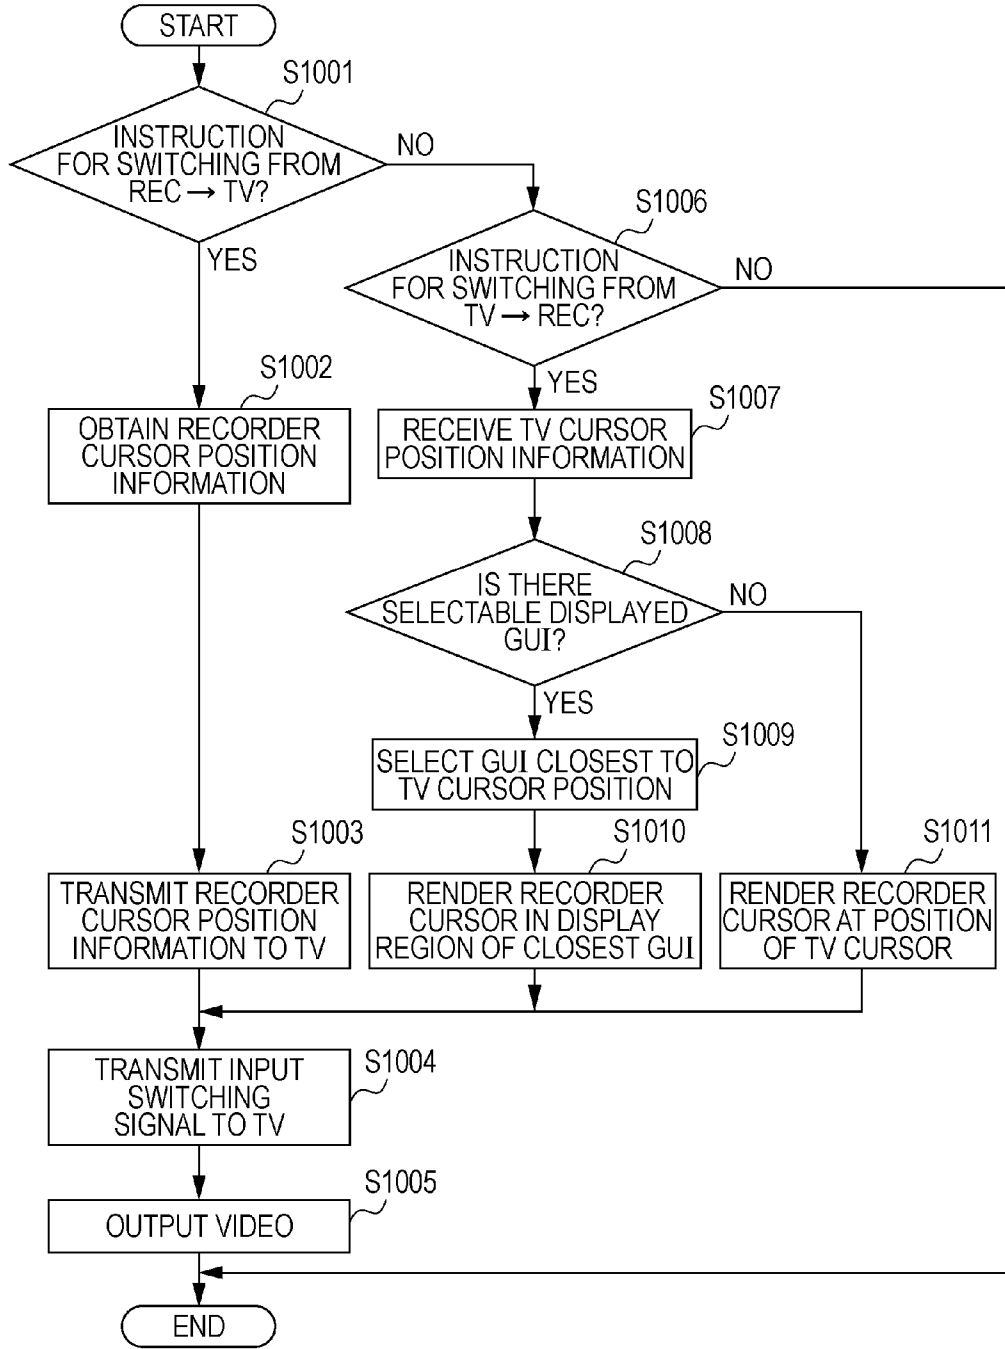 START
S1001
INSTRUCTION
FOR SWITCHING FROM
REC → TV?
NO
YES
S1006
INSTRUCTION
FOR SWITCHING FROM
TV → REC?
NO
YES
S1002
OBTAIN RECORDER
CURSOR POSITION
INFORMATION
S1007
RECEIVE TV CURSOR
POSITION INFORMATION
S1008
IS THERE
SELECTABLE DISPLAYED
GUI?
NO
YES
S1009
SELECT GUI CLOSEST TO
TV CURSOR POSITION
S1003
TRANSMIT RECORDER
CURSOR POSITION
INFORMATION TO TV
S1010
RENDER RECORDER
CURSOR IN DISPLAY
REGION OF CLOSEST GUI
S1011
RENDER RECORDER
CURSOR AT POSITION
OF TV CURSOR
S1004
TRANSMIT INPUT
SWITCHING
SIGNAL TO TV
S1005
OUTPUT VIDEO
END